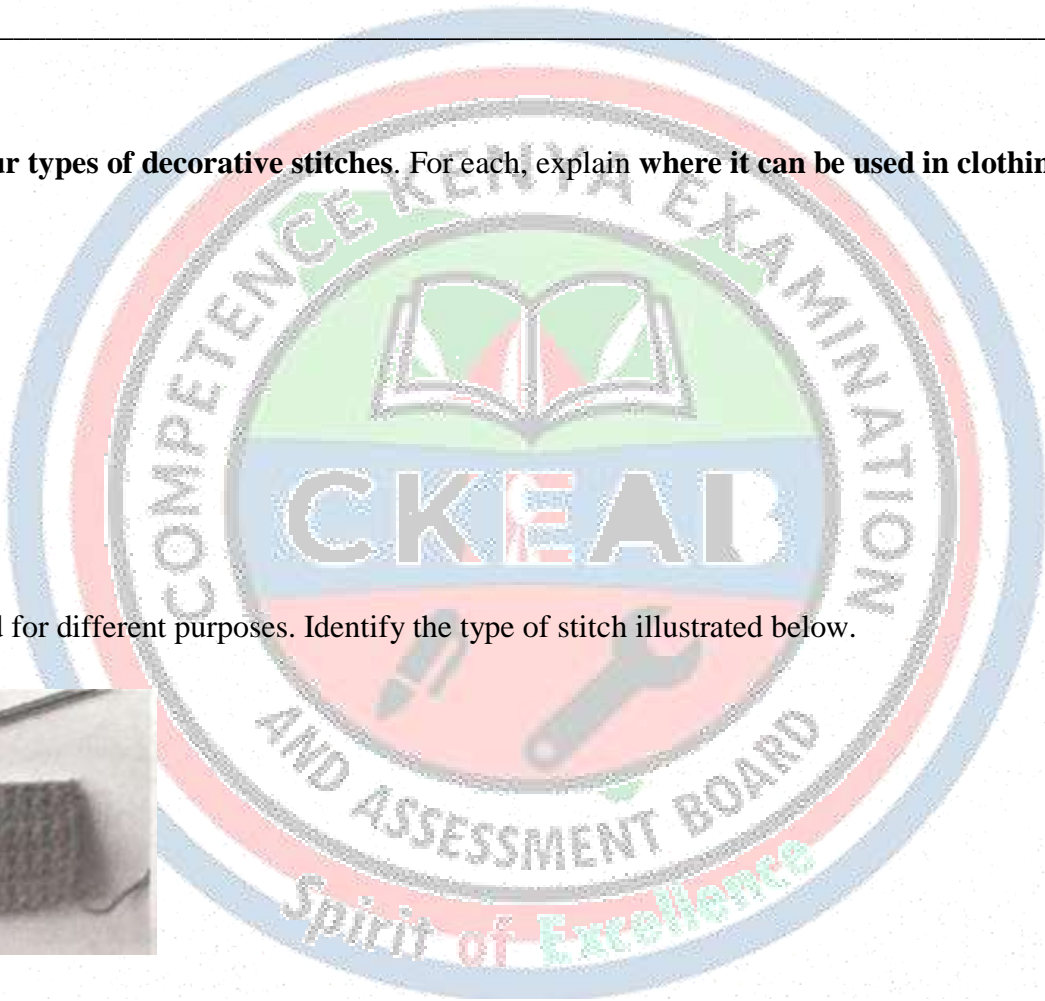 ur types of decorative stitches. For each, explain where it can be used in clothin
COMPETENCE KENYA EXAMINATION
CKEAB
d for different purposes. Identify the type of stitch illustrated below.
AND ASSESSMENT BOARD
Spirit of Excellence